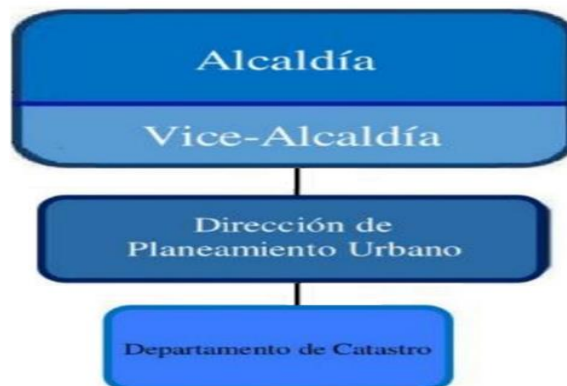 Alcaldía
Vice-Alcaldía
Dirección de
Planeamiento Urbano
Departamento de Catastro